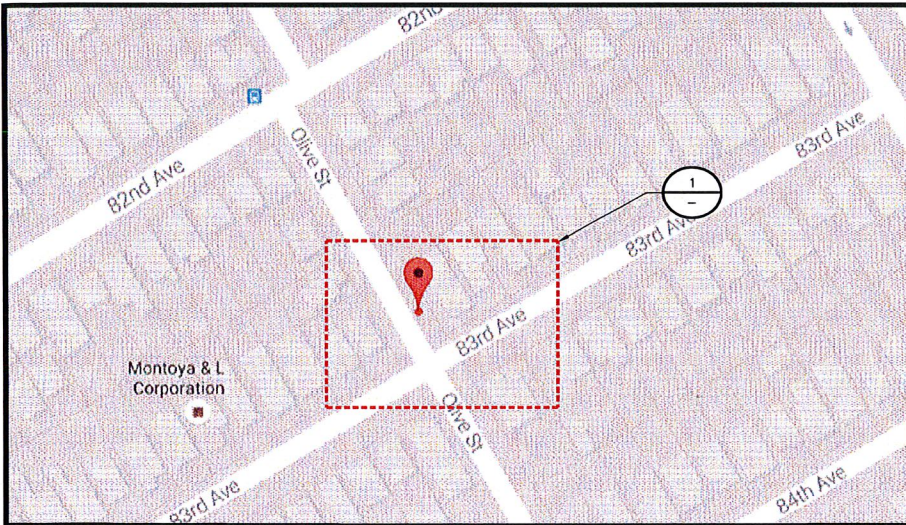 82nd
83rd Ave
Olive St
82nd Ave
1
–
83rd Ave
83rd Ave
Montoya & L
Corporation
Olive St
83rd Ave
84th Ave